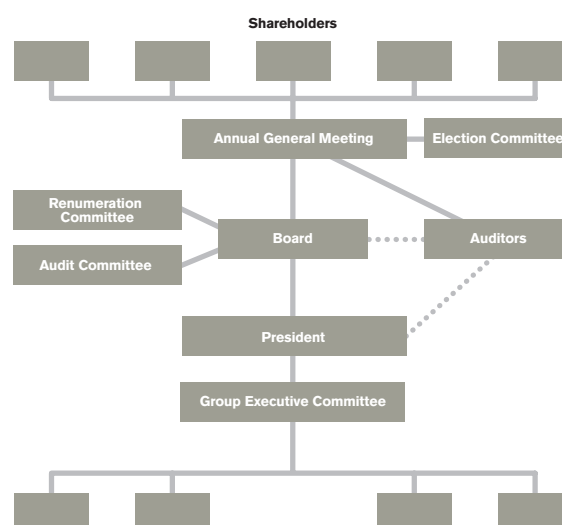 Shareholders
Annual General Meeting
Election Committee
Renumeration
Committee
Board
Auditors
Audit Committee
President
Group Executive Committee